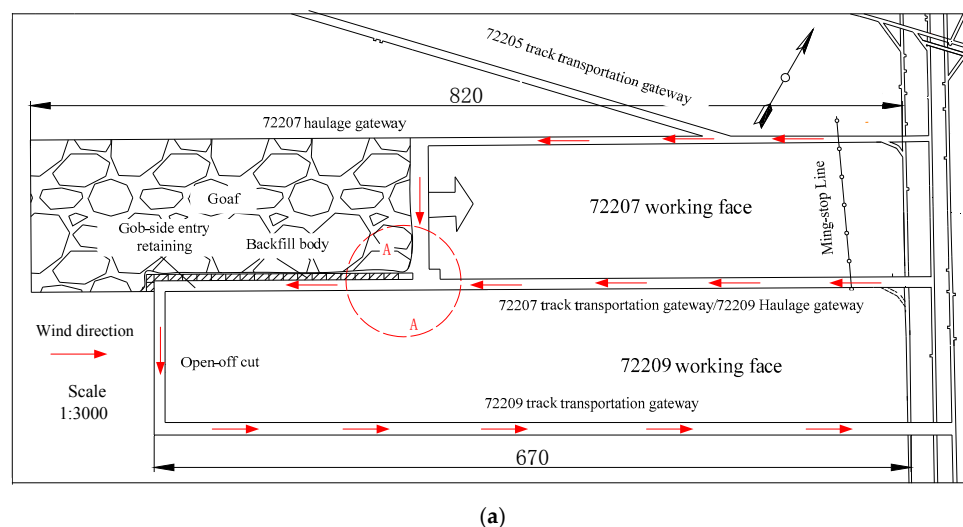 72205 track transportation gateway
820
72207 haulage gateway
Goaf
72207 working face
Ming-stop Line
Gob-side entry
retaining
Backfill body
A
A
72207 track transportation gateway/72209 Haulage gateway
Wind direction
Open-off cut
72209 working face
Scale
1:3000
72209 track transportation gateway
670
(a)